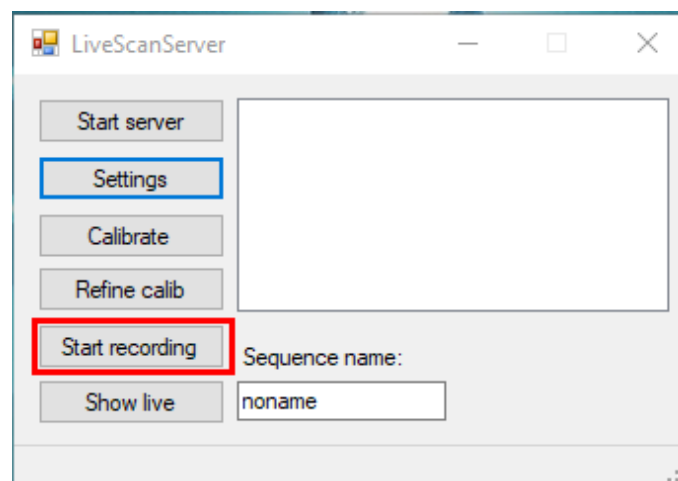 LiveScanServer
Start server
Settings
Calibrate
Refine calib
Start recording
Sequence name:
Show live
noname